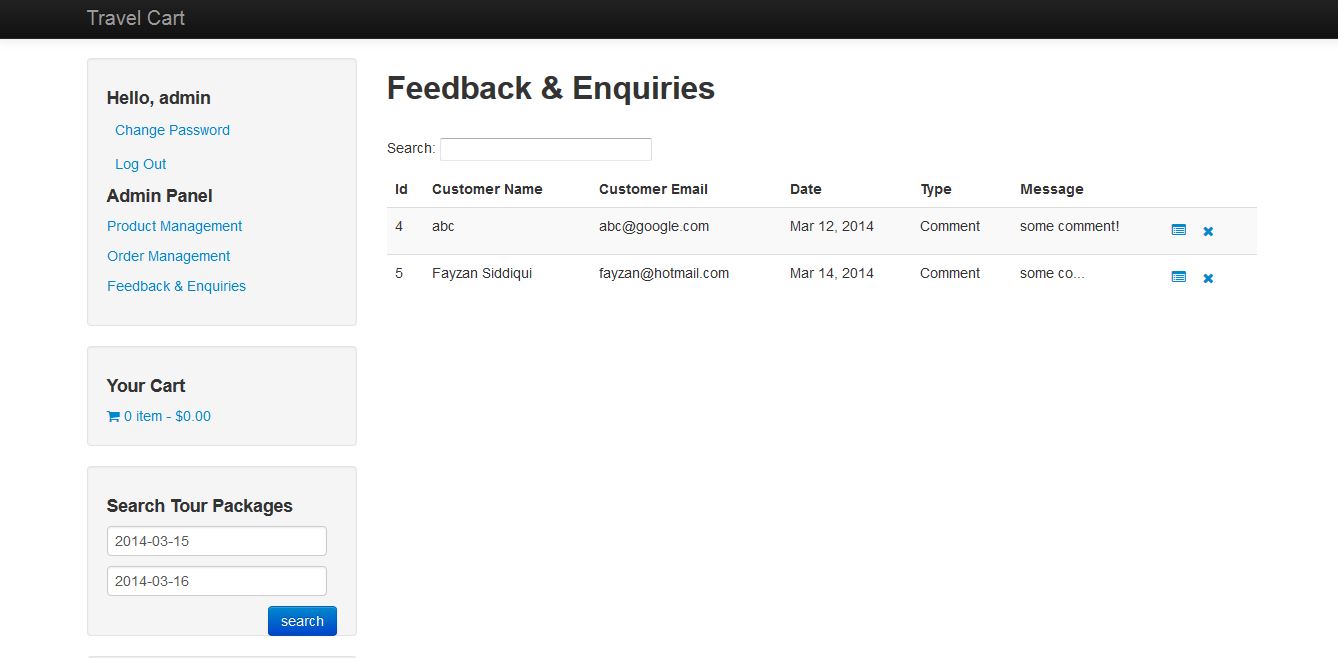 Travel Cart
Hello, admin
Change Password
Log Out
Admin Panel
Product Management
Order Management
Feedback & Enquiries
Your Cart
0 item - $0.00
Search Tour Packages
2014-03-15
2014-03-16
search
Feedback & Enquiries
Search:
Id Customer Name Customer Email Date Type Message
4 abc abc@google.com Mar 12, 2014 Comment some comment!
5 Fayzan Siddiqui fayzan@hotmail.com Mar 14, 2014 Comment some co...